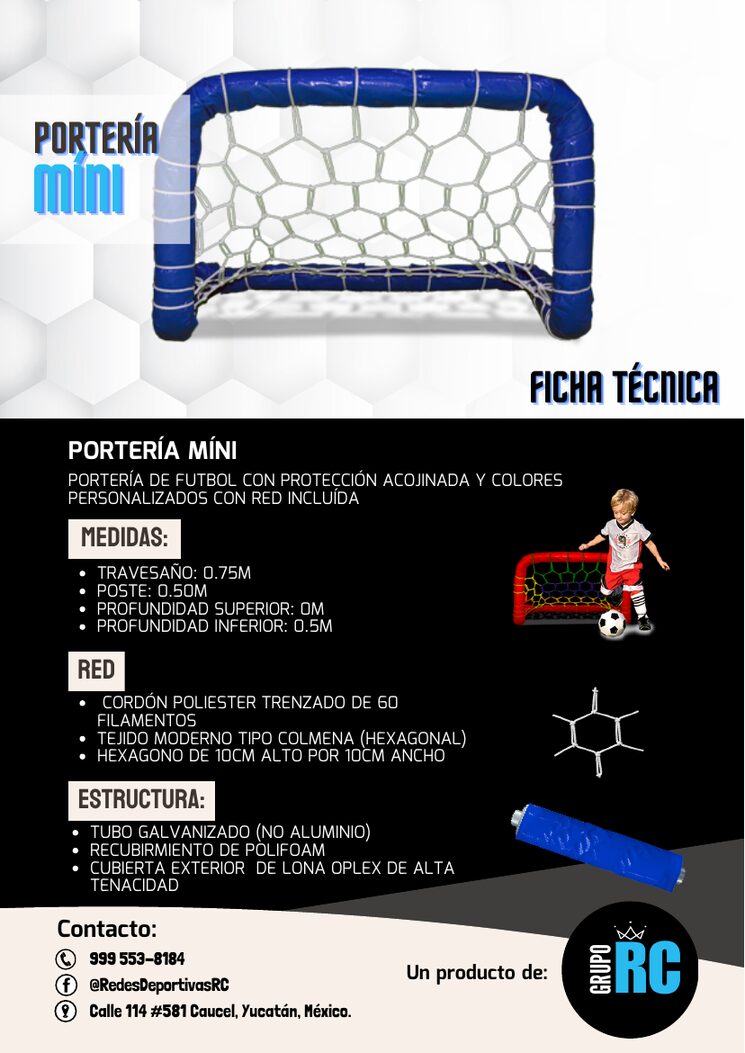 PORTERÍA
MÍNI
FICHA TÉCNICA
PORTERÍA MÍNI
PORTERÍA DE FUTBOL CON PROTECCIÓN ACOJINADA Y COLORES
PERSONALIZADOS CON RED INCLUÍDA
MEDIDAS:
• TRAVESAÑO: 0.75M
• POSTE: 0.50M
• PROFUNDIDAD SUPERIOR: 0M
• PROFUNDIDAD INFERIOR: 0.5M
RED
• CORDÓN POLIESTER TRENZADO DE 60
FILAMENTOS
• TEJIDO MODERNO TIPO COLMENA (HEXAGONAL)
• HEXAGONO DE 10CM ALTO POR 10CM ANCHO
ESTRUCTURA:
• TUBO GALVANIZADO (NO ALUMINIO)
• RECUBIRMIENTO DE POLIFOAM
• CUBIERTA EXTERIOR DE LONA OPLEX DE ALTA
TENACIDAD
Contacto:
999 553-8184
@RedesDeportivasRC
Calle 114 #581 Caucel, Yucatán, México.
Un producto de:
GRUPO
RC